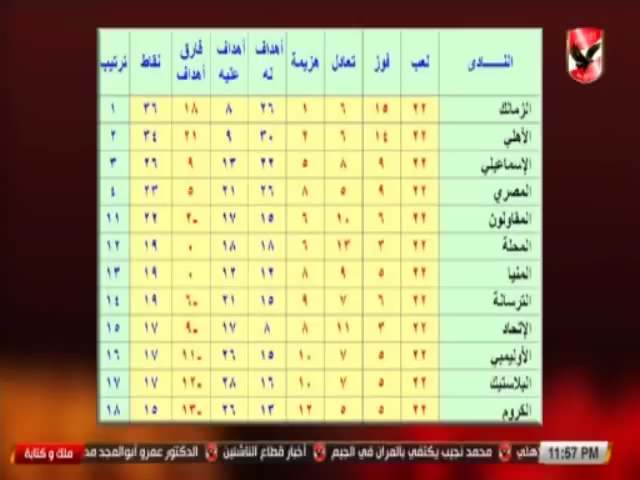 النـــــادى لعب فوز تعادل هزيمة أهداف له أهداف عليه فارق أهداف نقاط ترتيب
الزمالك ٢٢ ١٥ ٦ ١ ٢٦ ٨ ١٨ ٣٦ ١
الأهلي ٢٢ ١٤ ٦ ٢ ٣٠ ٩ ٢١ ٣٤ ٢
الإسماعيلي ٢٢ ٩ ٨ ٥ ٢٢ ١٣ ٩ ٢٦ ٣
المصري ٢٢ ٩ ٥ ٨ ٢٦ ٢١ ٥ ٢٣ ٤
المقاولون ٢٢ ٦ ١٠ ٦ ١٥ ١٧ -٢ ٢٢ ١١
المحلة ٢٢ ٣ ١٣ ٦ ١٨ ١٨ ٠ ١٩ ١٢
المنيا ٢٢ ٥ ٩ ٨ ١٢ ١٢ ٠ ١٩ ١٣
الترسانة ٢٢ ٦ ٧ ٩ ١٥ ٢١ -٦ ١٩ ١٤
الإتحاد ٢٢ ٣ ١١ ٨ ٨ ١٧ -٩ ١٧ ١٥
الأوليمبي ٢٢ ٥ ٧ ١٠ ١٥ ٢٦ -١١ ١٧ ١٦
البلاستيك ٢٢ ٥ ٧ ١٠ ١٦ ٢٨ -١٢ ١٧ ١٧
الكروم ٢٢ ٥ ٥ ١٢ ١٣ ٢٦ -١٣ ١٥ ١٨
11:57 PM هلي محمد نجيب يكتفي بالمران في الجيم أخبار قطاع الناشئين الدكتور عمرو أبوالمجد مد ملك و كتابة